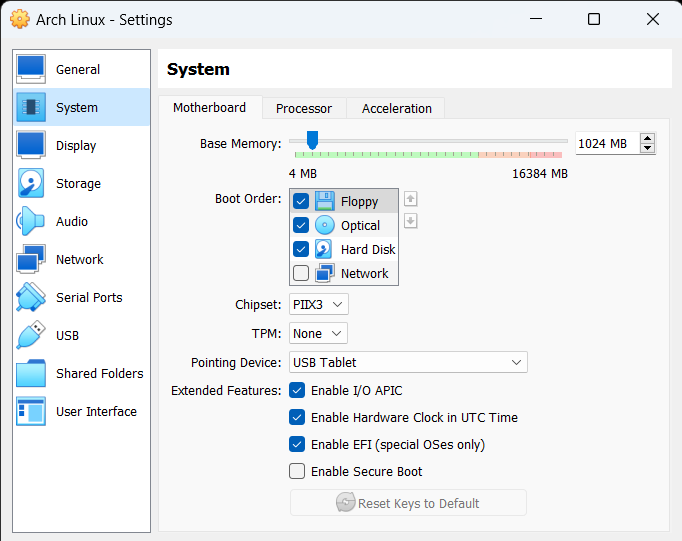 Arch Linux - Settings
General
System
Display
Storage
Audio
Network
Serial Ports
USB
Shared Folders
User Interface
System
Motherboard Processor Acceleration
Base Memory: 1024 MB
4 MB 16384 MB
Boot Order: Floppy
Optical
Hard Disk
Network
Chipset: PIIX3
TPM: None
Pointing Device: USB Tablet
Extended Features: Enable I/O APIC
Enable Hardware Clock in UTC Time
Enable EFI (special OSes only)
Enable Secure Boot
Reset Keys to Default